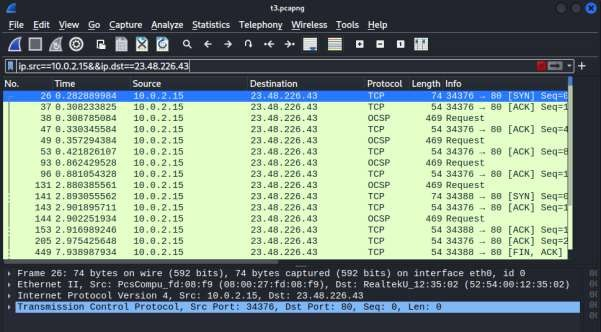 t3.pcapng
File Edit View Go Capture Analyze Statistics Telephony Wireless Tools Help
ip.src==10.0.2.15&&ip.dst==23.48.226.43
No. Time Source Destination Protocol Length Info
26 0.282889984 10.0.2.15 23.48.226.43 TCP 74 34376 → 80 [SYN] Seq=0
37 0.308233825 10.0.2.15 23.48.226.43 TCP 54 34376 → 80 [ACK] Seq=1
38 0.308785084 10.0.2.15 23.48.226.43 OCSP 469 Request
47 0.330345584 10.0.2.15 23.48.226.43 TCP 54 34376 → 80 [ACK] Seq=4
49 0.357294384 10.0.2.15 23.48.226.43 OCSP 469 Request
53 0.421826107 10.0.2.15 23.48.226.43 TCP 54 34376 → 80 [ACK] Seq=8
93 0.862429528 10.0.2.15 23.48.226.43 OCSP 469 Request
96 0.881054328 10.0.2.15 23.48.226.43 TCP 54 34376 → 80 [ACK] Seq=1
131 2.880385561 10.0.2.15 23.48.226.43 OCSP 469 Request
141 2.893055562 10.0.2.15 23.48.226.43 TCP 74 34388 → 80 [SYN] Seq=0
143 2.901895711 10.0.2.15 23.48.226.43 TCP 54 34388 → 80 [ACK] Seq=1
144 2.902251934 10.0.2.15 23.48.226.43 OCSP 469 Request
153 2.916989246 10.0.2.15 23.48.226.43 TCP 54 34388 → 80 [ACK] Seq=1
205 2.975425648 10.0.2.15 23.48.226.43 TCP 54 34376 → 80 [ACK] Seq=2
449 7.938987934 10.0.2.15 23.48.226.43 TCP 54 34388 → 80 [FIN, ACK]
Frame 26: 74 bytes on wire (592 bits), 74 bytes captured (592 bits) on interface eth0, id 0
Ethernet II, Src: PcsCompu_fd:08:f9 (08:00:27:fd:08:f9), Dst: RealtekU_12:35:02 (52:54:00:12:35:02)
Internet Protocol Version 4, Src: 10.0.2.15, Dst: 23.48.226.43
Transmission Control Protocol, Src Port: 34376, Dst Port: 80, Seq: 0, Len: 0